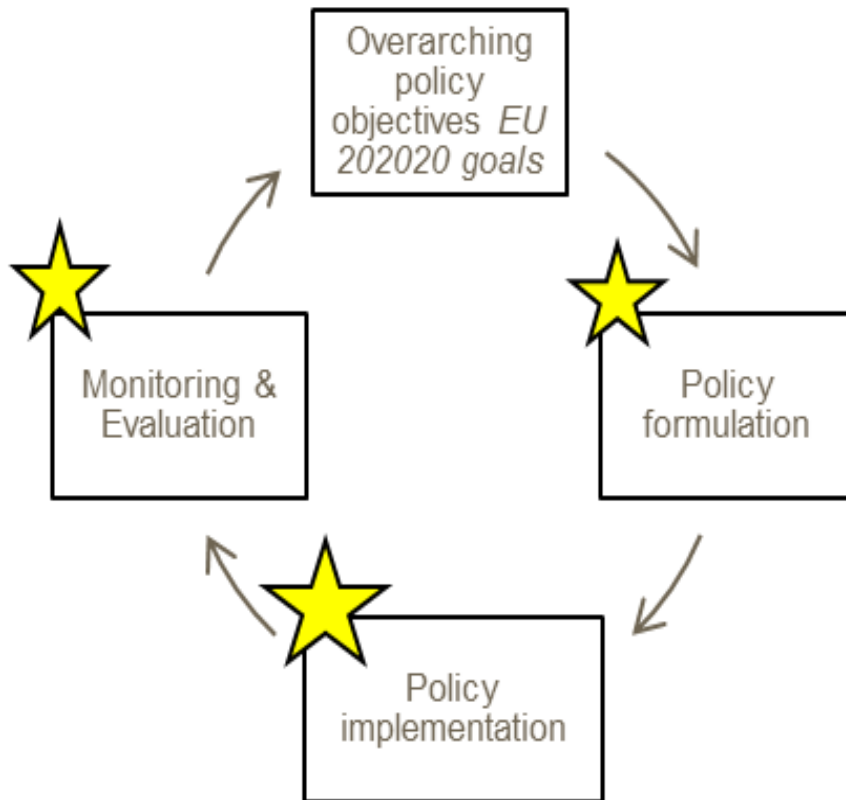 Overarching
policy
objectives EU
202020 goals
Monitoring &
Evaluation
Policy
formulation
Policy
implementation